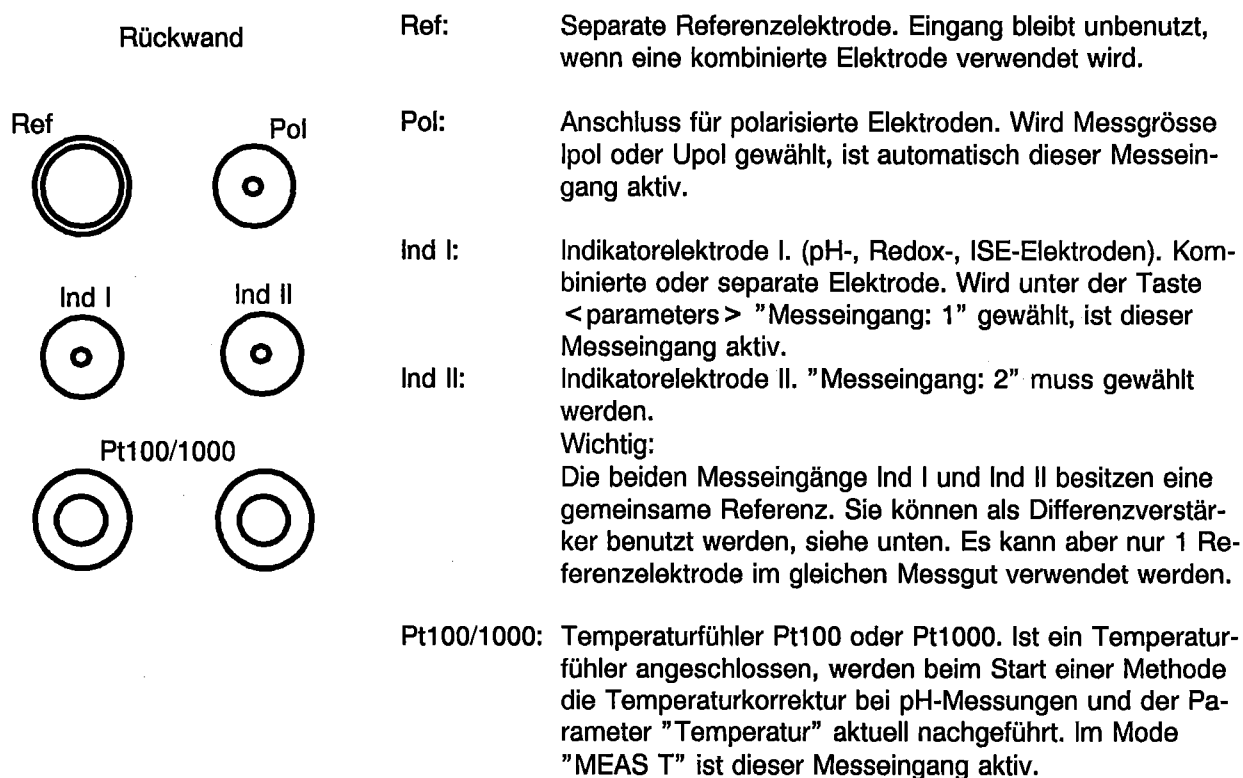 Rückwand
Ref
Pol
Ind I
Ind II
Pt100/1000
Ref: Separate Referenzelektrode. Eingang bleibt unbenutzt,
wenn eine kombinierte Elektrode verwendet wird.
Pol: Anschluss für polarisierte Elektroden. Wird Messgrösse
Ipol oder Upol gewählt, ist automatisch dieser Messein-
gang aktiv.
Ind I: Indikatorelektrode I. (pH-, Redox-, ISE-Elektroden). Kom-
binierte oder separate Elektrode. Wird unter der Taste
<parameters> "Messeingang: 1" gewählt, ist dieser
Messeingang aktiv.
Ind II: Indikatorelektrode II. "Messeingang: 2" muss gewählt
werden.
Wichtig:
Die beiden Messeingänge Ind I und Ind II besitzen eine
gemeinsame Referenz. Sie können als Differenzverstär-
ker benutzt werden, siehe unten. Es kann aber nur 1 Re-
ferenzelektrode im gleichen Messgut verwendet werden.
Pt100/1000: Temperaturfühler Pt100 oder Pt1000. Ist ein Temperatur-
fühler angeschlossen, werden beim Start einer Methode
die Temperaturkorrektur bei pH-Messungen und der Pa-
rameter "Temperatur" aktuell nachgeführt. Im Mode
"MEAS T" ist dieser Messeingang aktiv.